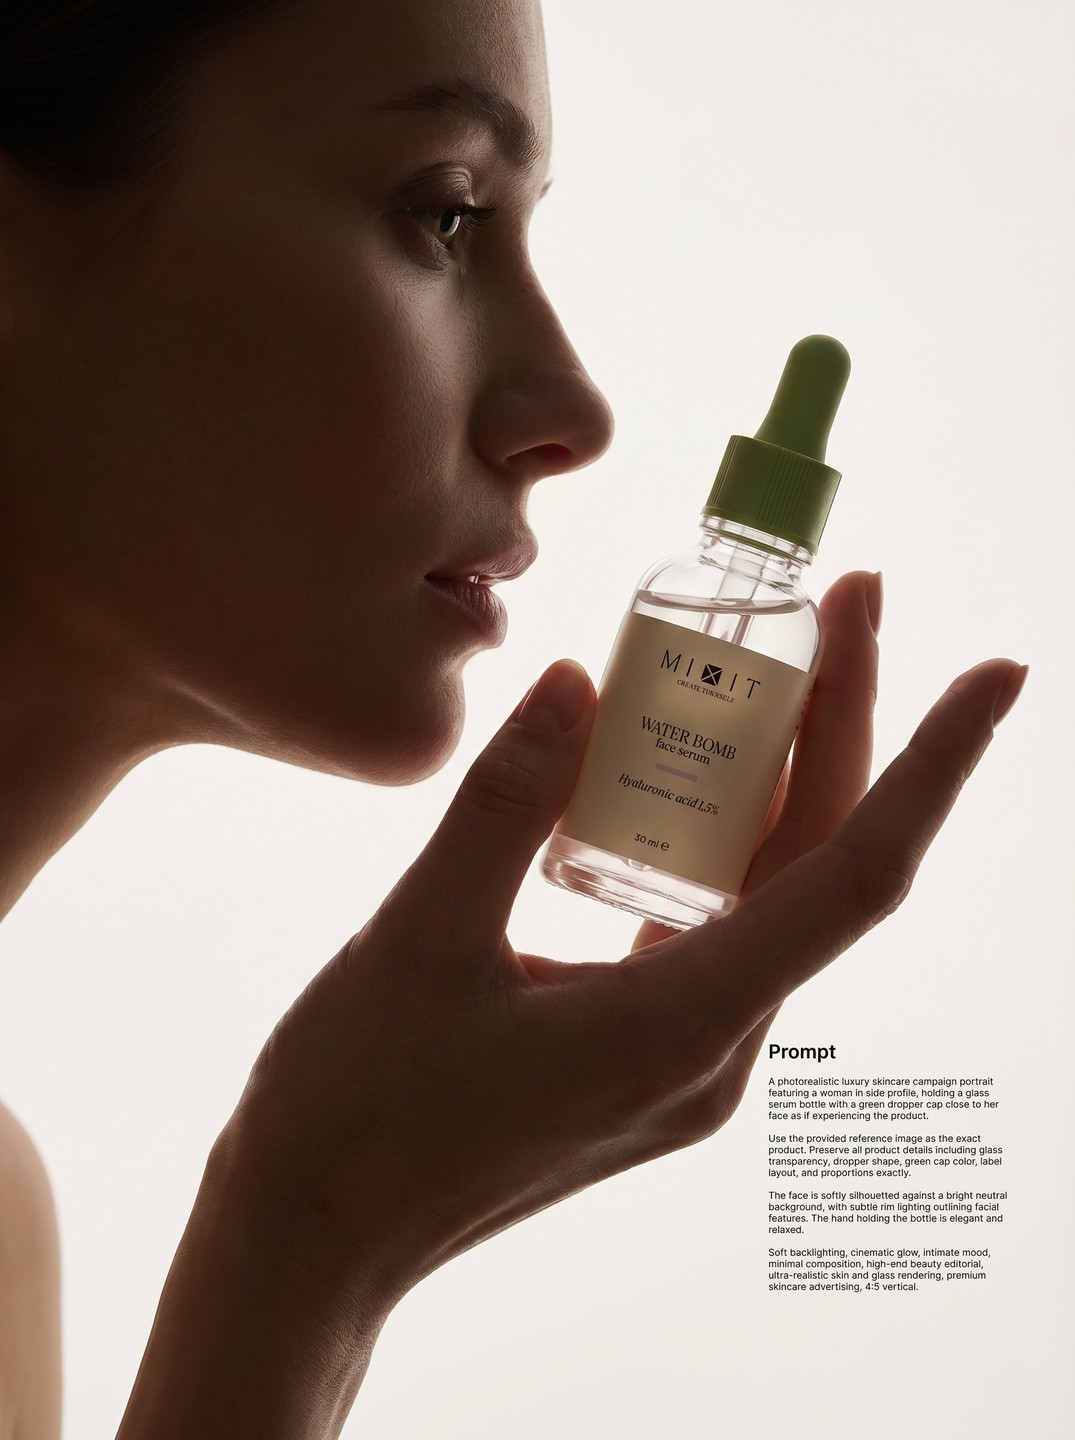 MIXIT
CREATE TUKRSELF
WATER BOMB
face serum
Hyaluronic acid 1,5%
30 ml ℮
Prompt
A photorealistic luxury skincare campaign portrait
featuring a woman in side profile, holding a glass
serum bottle with a green dropper cap close to her
face as if experiencing the product.
Use the provided reference image as the exact
product. Preserve all product details including glass
transparency, dropper shape, green cap color, label
layout, and proportions exactly.
The face is softly silhouetted against a bright neutral
background, with subtle rim lighting outlining facial
features. The hand holding the bottle is elegant and
relaxed.
Soft backlighting, cinematic glow, intimate mood,
minimal composition, high-end beauty editorial,
ultra-realistic skin and glass rendering, premium
skincare advertising, 4:5 vertical.